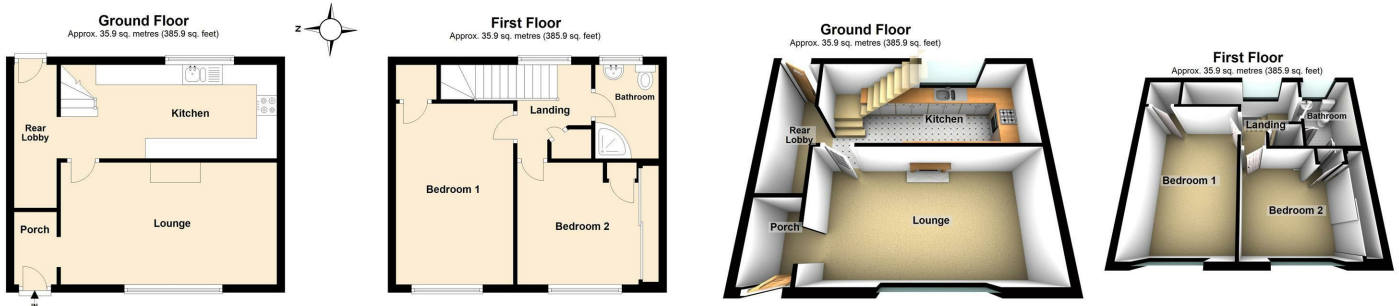 Ground Floor
Approx. 35.9 sq. metres (385.9 sq. feet)
Kitchen
Rear
Lobby
Lounge
Porch
Z
First Floor
Approx. 35.9 sq. metres (385.9 sq. feet)
Landing
Bathroom
Bedroom 1
Bedroom 2
Ground Floor
Approx. 35.9 sq. metres (385.9 sq. feet)
Kitchen
Rear
Lobby
Lounge
Porch
First Floor
Approx. 35.9 sq. metres (385.9 sq. feet)
Landing
Bathroom
Bedroom 1
Bedroom 2